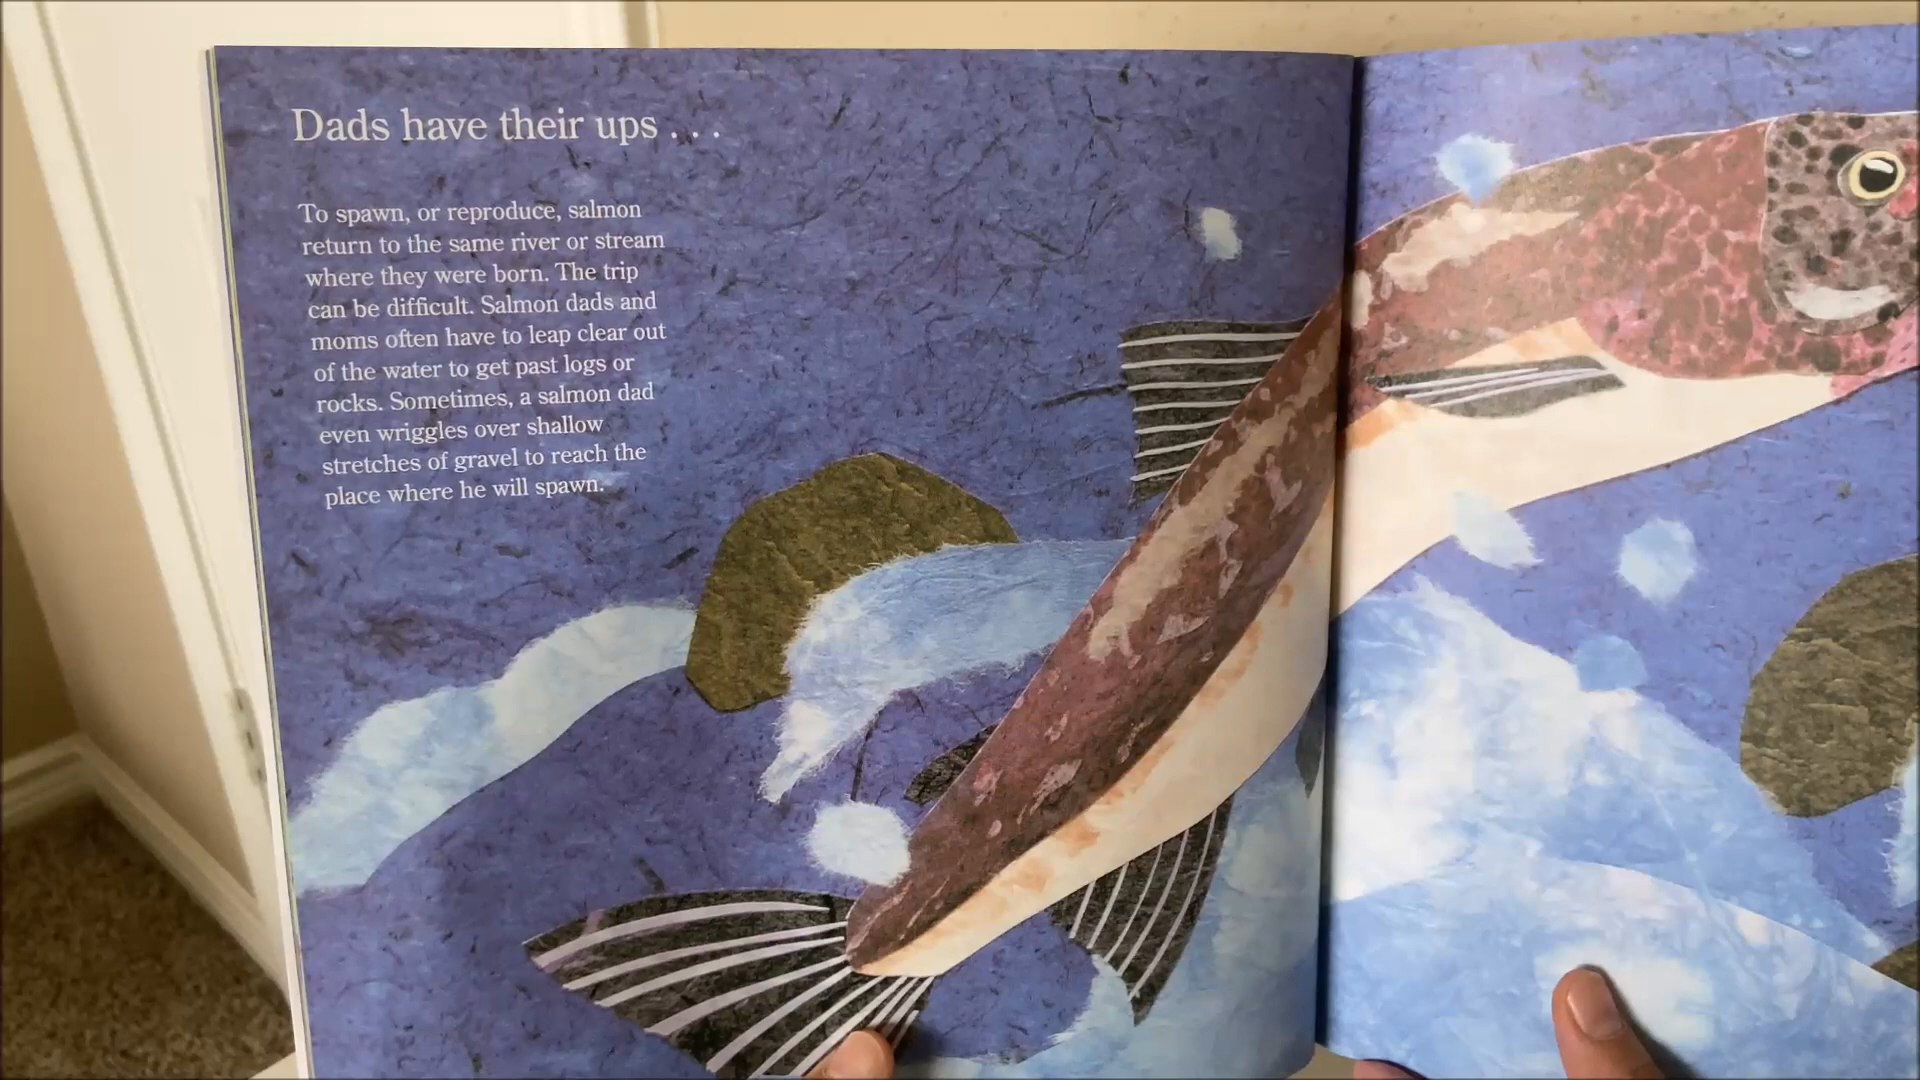 Dads have their ups . . .
To spawn, or reproduce, salmon
return to the same river or stream
where they were born. The trip
can be difficult. Salmon dads and
moms often have to leap clear out
of the water to get past logs or
rocks. Sometimes, a salmon dad
even wriggles over shallow
stretches of gravel to reach the
place where he will spawn.